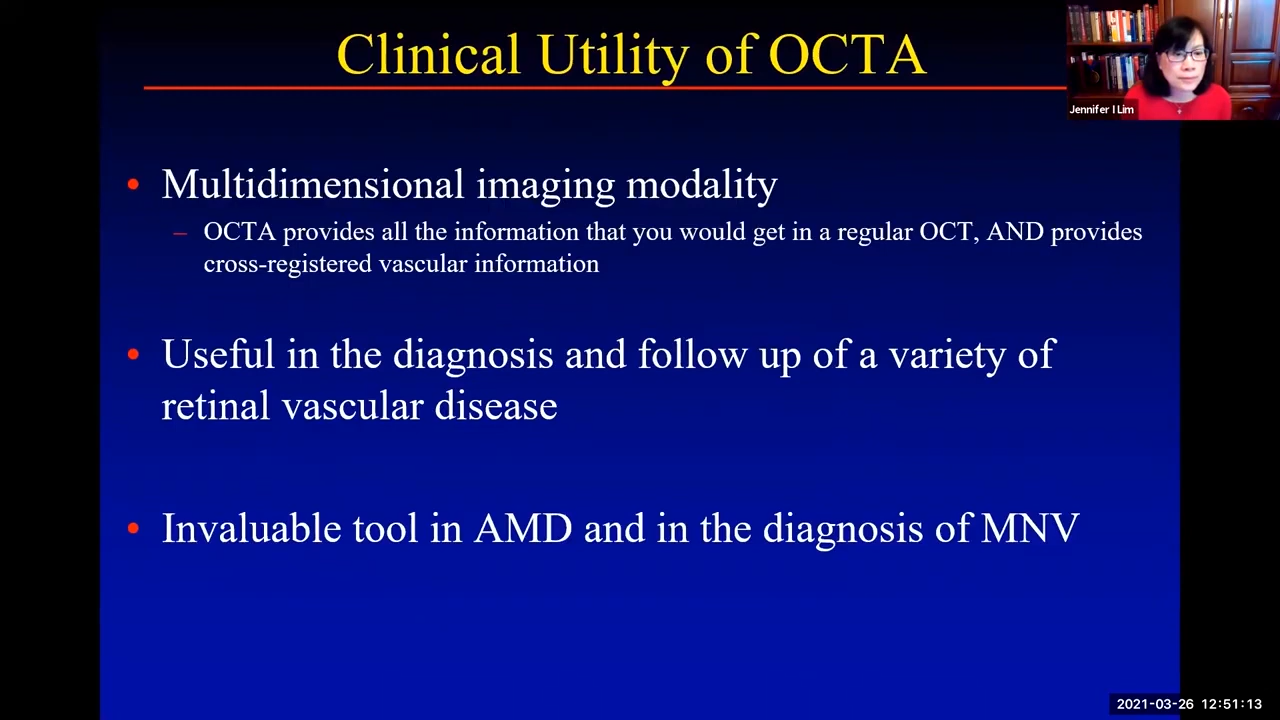 Clinical Utility of OCTA
Jennifer I Lim
• Multidimensional imaging modality
– OCTA provides all the information that you would get in a regular OCT, AND provides
cross-registered vascular information
• Useful in the diagnosis and follow up of a variety of
retinal vascular disease
• Invaluable tool in AMD and in the diagnosis of MNV
2021-03-26 12:51:13